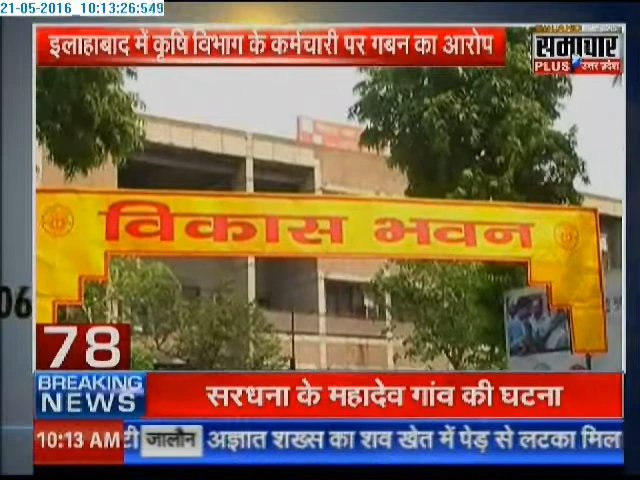 21-05-2016_10:13:26:549
इलाहाबाद में कृषि विभाग के कर्मचारी पर गबन का आरोप
समाचार
PLUS उत्तर प्रदेश
विकास भवन
06
78
BREAKING NEWS
सरधना के महादेव गांव की घटना
10:13 AM टी जालौन अज्ञात शख्स का शव खेत में पेड़ से लटका मिल